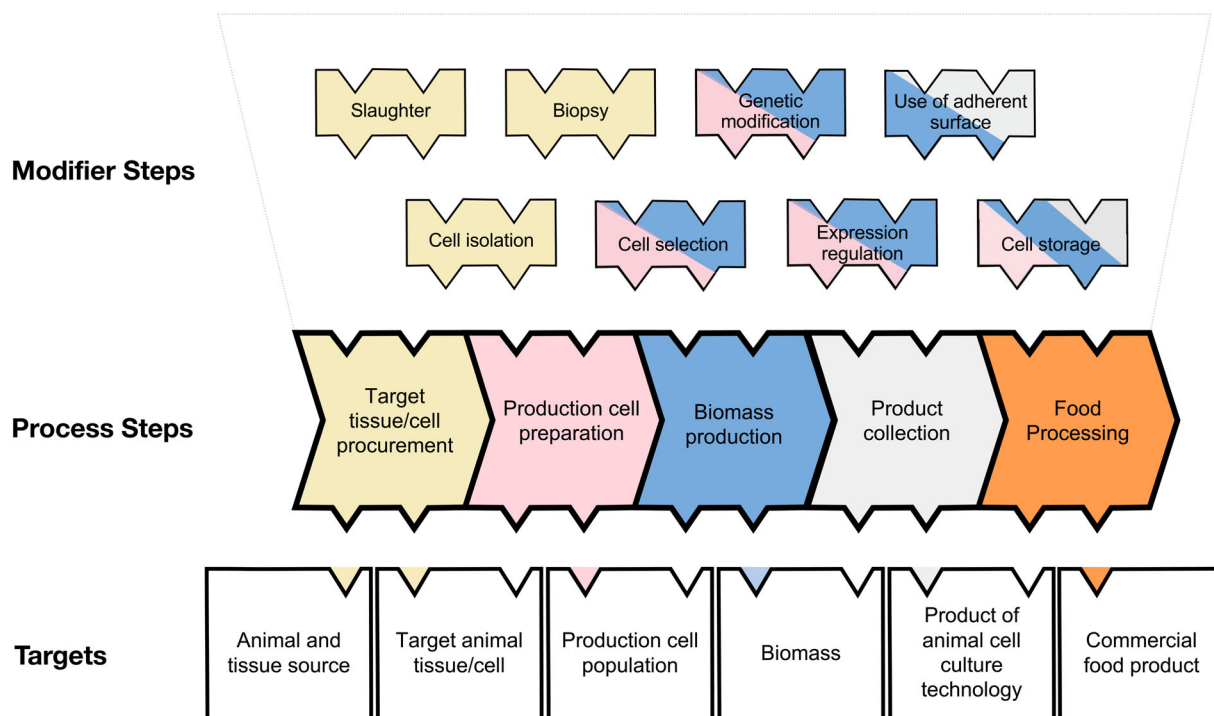 Modifier Steps
Slaughter
Biopsy
Genetic
modification
Use of adherent
surface
Cell isolation
Cell selection
Expression
regulation
Cell storage
Process Steps
Target
tissue/cell
procurement
Production cell
preparation
Biomass
production
Product
collection
Food
Processing
Targets
Animal and
tissue source
Target animal
tissue/cell
Production cell
population
Biomass
Product of
animal cell
culture
technology
Commercial
food product